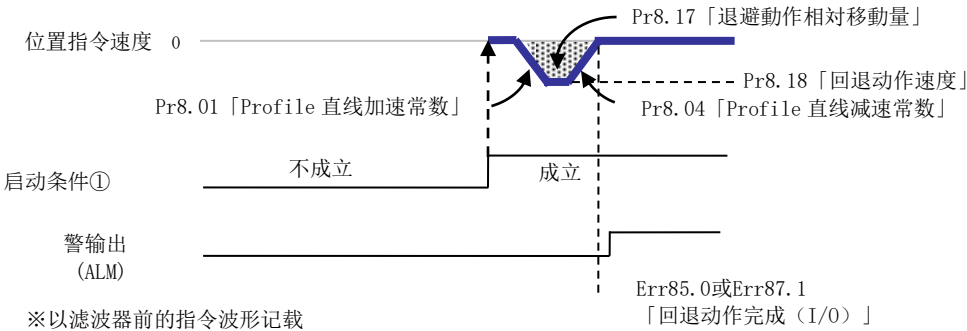 Pr8.17「退避動作相対移動量」
位置指令速度 0
Pr8.18「回退动作速度」
Pr8.01「Profile 直线加速常数」
Pr8.04「Profile 直线减速常数」
不成立
成立
启动条件①
警输出
(ALM)
Err85.0或Err87.1
「回退动作完成（I/O）」
※以滤波器前的指令波形记载